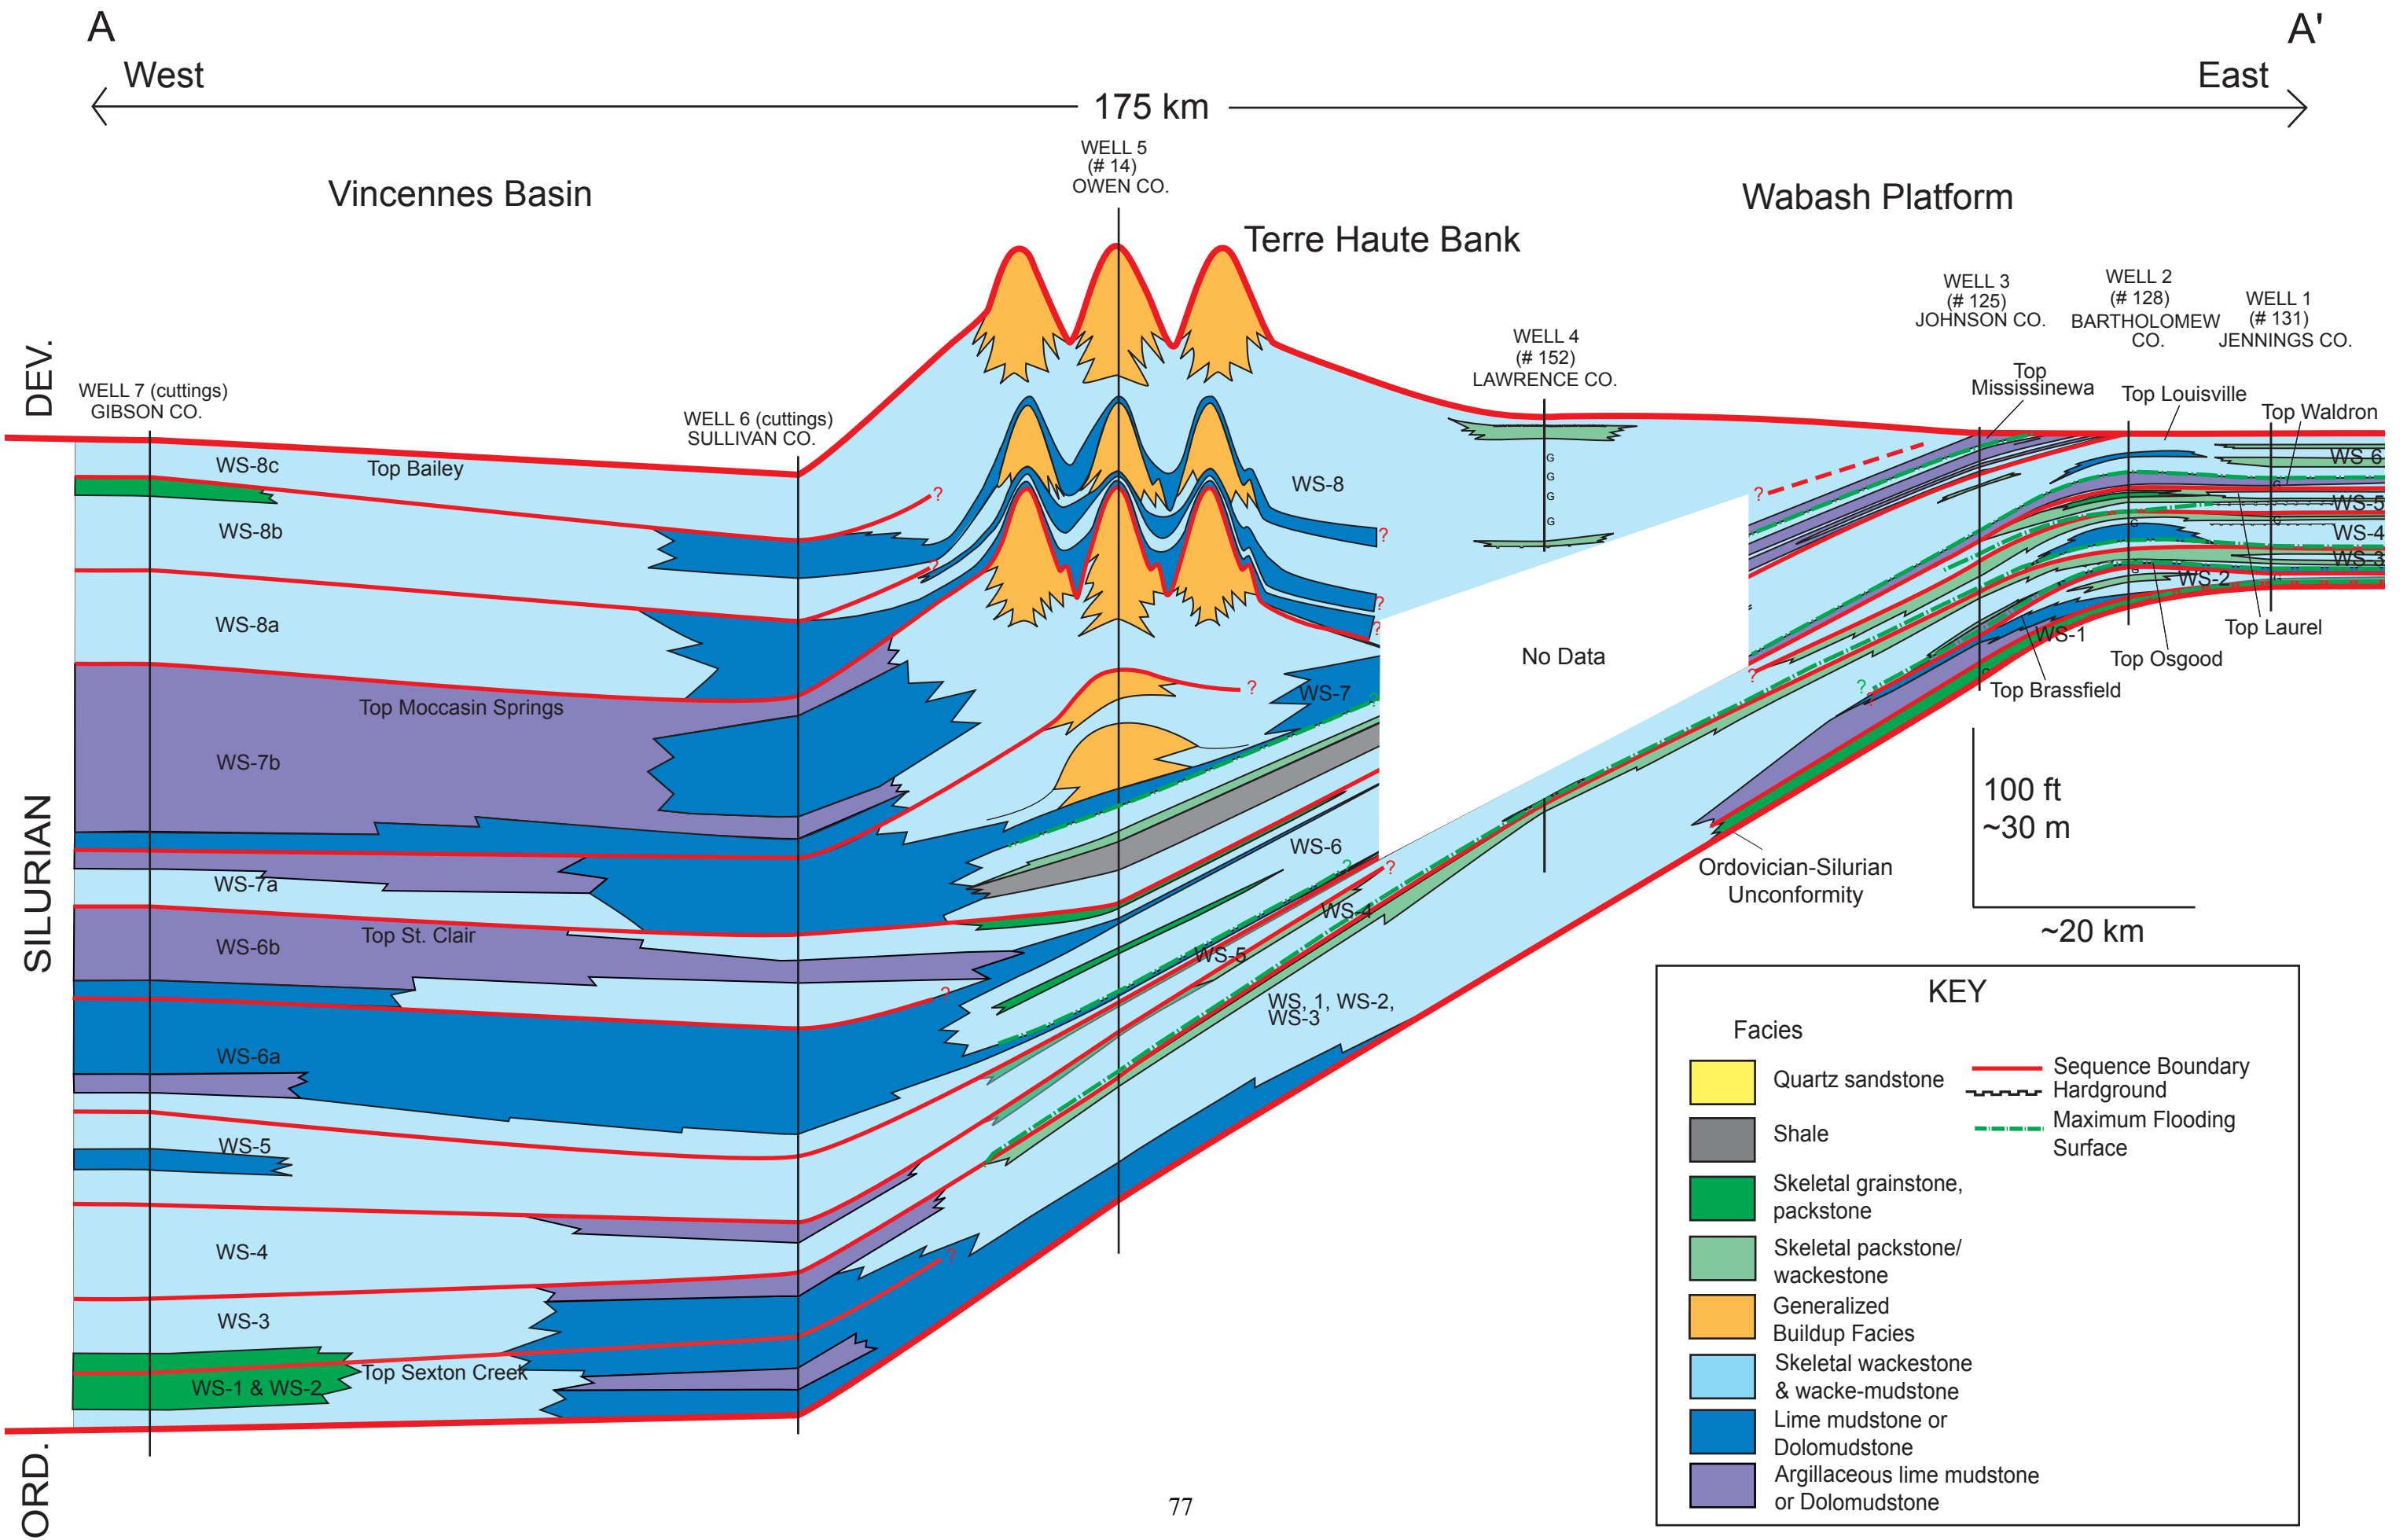 A
A'
West
East
175 km
WELL 5
(# 14)
OWEN CO.
Vincennes Basin
Wabash Platform
Terre Haute Bank
WELL 3
(# 125)
JOHNSON CO.
WELL 2
(# 128)
BARTHOLOMEW
CO.
WELL 1
(# 131)
JENNINGS CO.
WELL 4
(# 152)
LAWRENCE CO.
DEV.
WELL 7 (cuttings)
GIBSON CO.
WELL 6 (cuttings)
SULLIVAN CO.
Top
Mississinewa
Top Louisville
Top Waldron
WS-8c
Top Bailey
WS-8
WS-6
G
G
G
G
?
?
G
WS-8b
?
WS-5
G
G
WS-4
WS-3
?
?
G
WS-2
G
WS-8a
?
?
WS-1
Top Laurel
No Data
Top Osgood
Top Moccasin Springs
?
WS-7
?
?
?
?
Top Brassfield
WS-7b
SILURIAN
100 ft
~30 m
WS-6
?
?
Ordovician-Silurian
Unconformity
WS-7a
WS-4
~20 km
Top St. Clair
WS-6b
WS-5
?
WS, 1, WS-2,
WS-3
WS-6a
WS-5
WS-4
?
WS-3
Top Sexton Creek
WS-1 & WS-2
ORD.
KEY
Facies
Quartz sandstone
Shale
Skeletal grainstone,
packstone
Skeletal packstone/
wackestone
Generalized
Buildup Facies
Skeletal wackestone
& wacke-mudstone
Lime mudstone or
Dolomudstone
Argillaceous lime mudstone
or Dolomudstone
Sequence Boundary
Hardground
Maximum Flooding
Surface
77